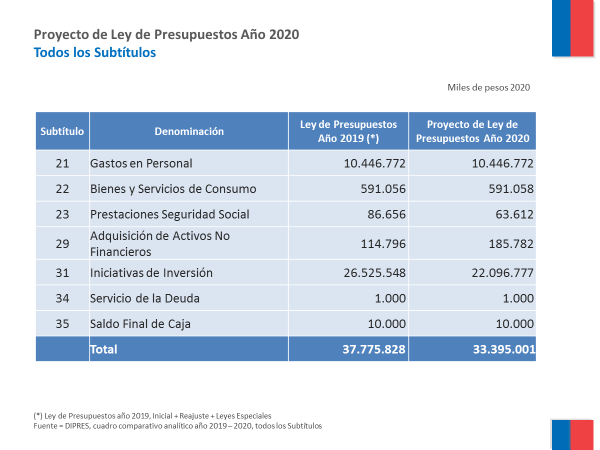 Proyecto de Ley de Presupuestos Año 2020
Todos los Subtítulos
Miles de pesos 2020
Subtítulo Denominación Ley de Presupuestos Año 2019 (*) Proyecto de Ley de Presupuestos Año 2020
21 Gastos en Personal 10.446.772 10.446.772
22 Bienes y Servicios de Consumo 591.056 591.058
23 Prestaciones Seguridad Social 86.656 63.612
29 Adquisición de Activos No Financieros 114.796 185.782
31 Iniciativas de Inversión 26.525.548 22.096.777
34 Servicio de la Deuda 1.000 1.000
35 Saldo Final de Caja 10.000 10.000
Total 37.775.828 33.395.001
(*) Ley de Presupuestos año 2019, Inicial + Reajuste + Leyes Especiales
Fuente = DIPRES, cuadro comparativo analítico año 2019 – 2020, todos los Subtítulos